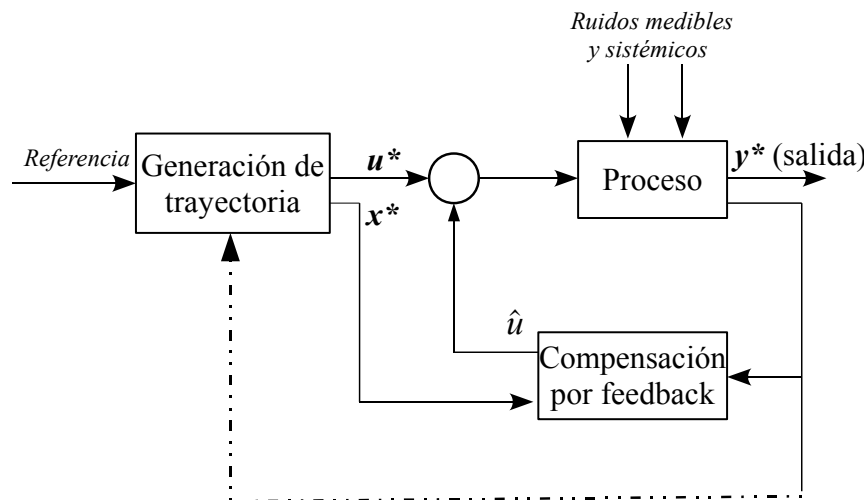 Ruidos medibles
y sistémicos
Referencia
Generación de
trayectoria
u*
x*
Proceso
y* (salida)
û
Compensación
por feedback